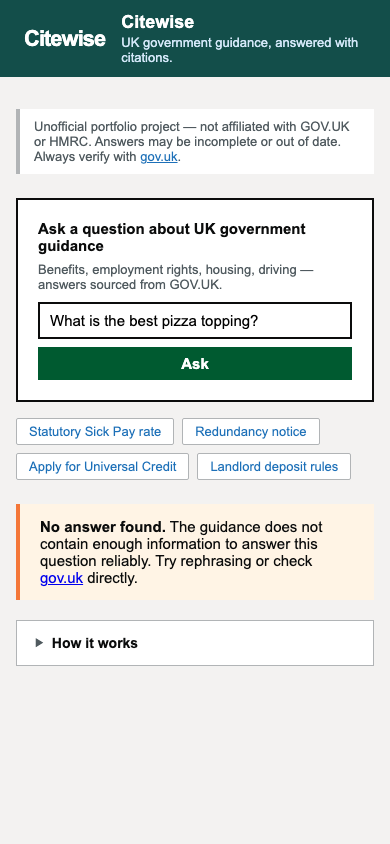 Citewise
Citewise
UK government guidance, answered with
citations.
Unofficial portfolio project — not affiliated with GOV.UK
or HMRC. Answers may be incomplete or out of date.
Always verify with gov.uk.
Ask a question about UK government
guidance
Benefits, employment rights, housing, driving —
answers sourced from GOV.UK.
What is the best pizza topping?
Ask
Statutory Sick Pay rate
Redundancy notice
Apply for Universal Credit
Landlord deposit rules
No answer found. The guidance does not
contain enough information to answer this
question reliably. Try rephrasing or check
gov.uk directly.
How it works